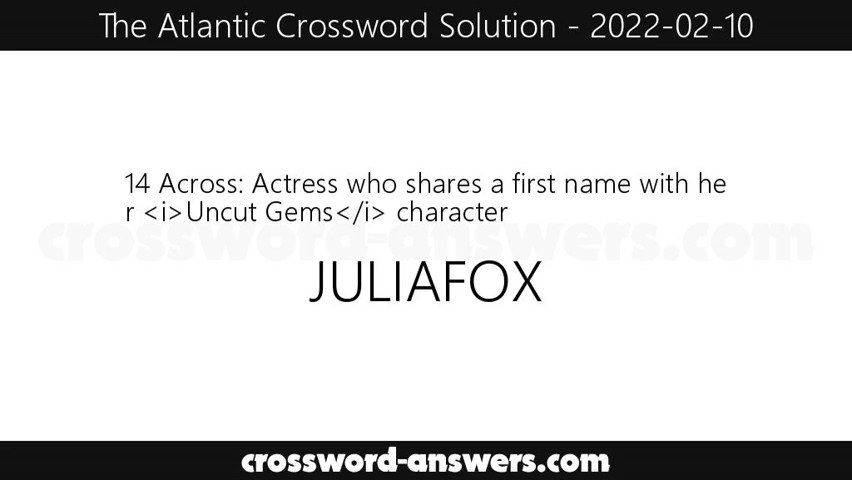 The Atlantic Crossword Solution - 2022-02-10
14 Across: Actress who shares a first name with he
r <i>Uncut Gems</i> character
crossword-answers.com
JULIAFOX
crossword-answers.com